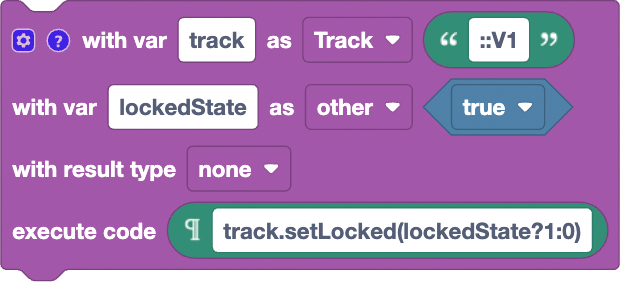 ? with var track as Track “ ::V1 ”
with var lockedState as other true
with result type none
execute code ¶ track.setLocked(lockedState?1:0)